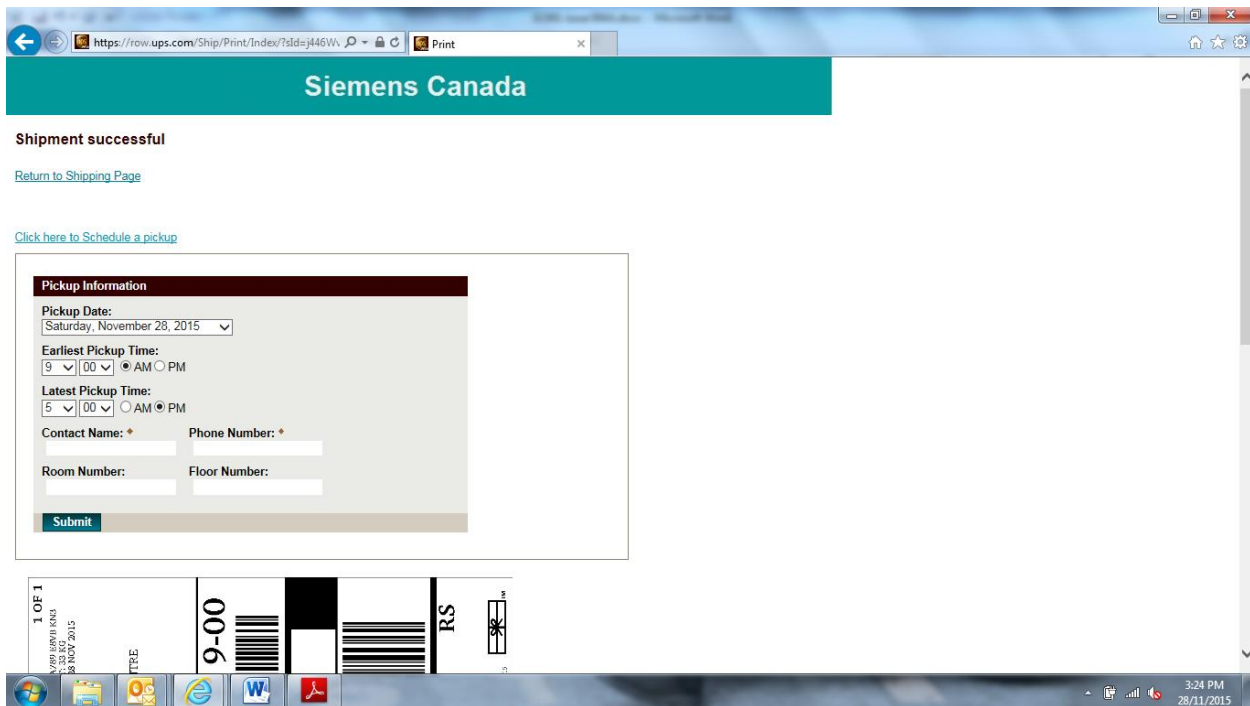 https://row.ups.com/Ship/Print/Index/?sId=j446W
Print
Siemens Canada
Shipment successful
Return to Shipping Page
Click here to Schedule a pickup
Pickup Information
Pickup Date:
Saturday, November 28, 2015
Earliest Pickup Time:
9 00 AM PM
Latest Pickup Time:
5 00 AM PM
Contact Name: Phone Number:
Room Number: Floor Number:
Submit
1 OF 1
33 KG
NOV 2015
TRE
9-00
RS
3:24 PM
28/11/2015